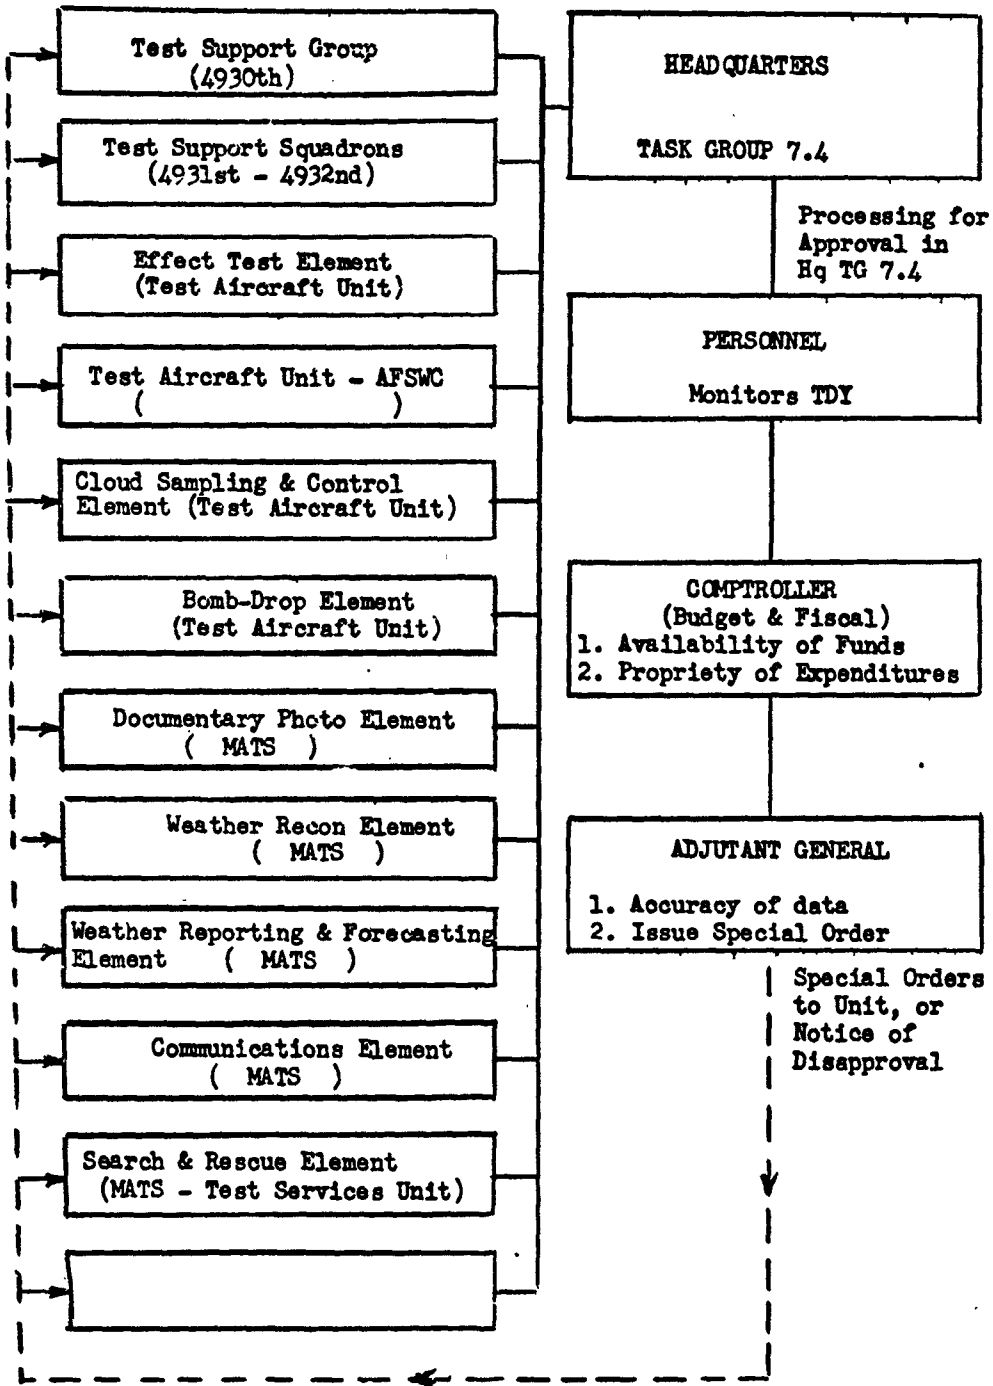 Test Support Group
(4930th)
Test Support Squadrons
(4931st - 4932nd)
Effect Test Element
(Test Aircraft Unit)
Test Aircraft Unit - AFSWC
( )
Cloud Sampling & Control
Element (Test Aircraft Unit)
Bomb-Drop Element
(Test Aircraft Unit)
Documentary Photo Element
( MATS )
Weather Recon Element
( MATS )
Weather Reporting & Forecasting
Element ( MATS )
Communications Element
( MATS )
Search & Rescue Element
(MATS - Test Services Unit)
HEADQUARTERS
TASK GROUP 7.4
Processing for
Approval in
Hq TG 7.4
PERSONNEL
Monitors TDY
COMPTROLLER
(Budget & Fiscal)
1. Availability of Funds
2. Propriety of Expenditures
ADJUTANT GENERAL
1. Accuracy of data
2. Issue Special Order
Special Orders
to Unit, or
Notice of
Disapproval